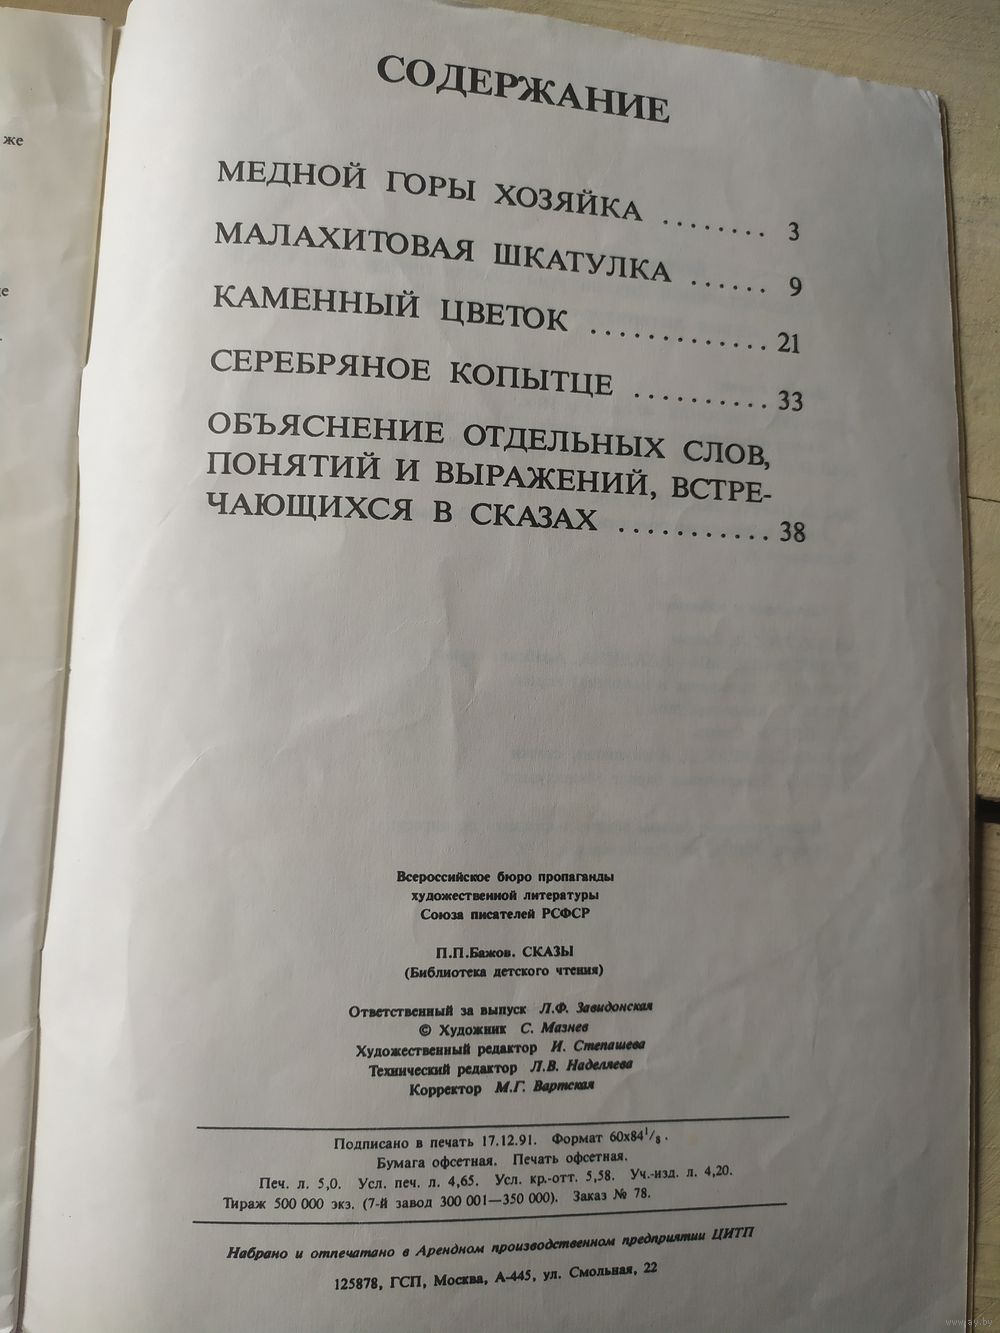 же
СОДЕРЖАНИЕ
МЕДНОЙ ГОРЫ ХОЗЯЙКА ........ 3
МАЛАХИТОВАЯ ШКАТУЛКА ...... 9
КАМЕННЫЙ ЦВЕТОК ............. 21
СЕРЕБРЯНОЕ КОПЫТЦЕ .......... 33
ОБЪЯСНЕНИЕ ОТДЕЛЬНЫХ СЛОВ,
ПОНЯТИЙ И ВЫРАЖЕНИЙ, ВСТРЕ-
ЧАЮЩИХСЯ В СКАЗАХ ........... 38
Всероссийское бюро пропаганды
художественной литературы
Союза писателей РСФСР
П.П.Бажов. СКАЗЫ
(Библиотека детского чтения)
Ответственный за выпуск Л.Ф. Завидонская
© Художник С. Мазнев
Художественный редактор И. Степашева
Технический редактор Л.В. Наделяева
Корректор М.Г. Вартская
Подписано в печать 17.12.91. Формат 60х84¹/₈.
Бумага офсетная. Печать офсетная.
Печ. л. 5,0. Усл. печ. л. 4,65. Усл. кр.-отт. 5,58. Уч.-изд. л. 4,20.
Тираж 500 000 экз. (7-й завод 300 001—350 000). Заказ № 78.
Набрано и отпечатано в Арендном производственном предприятии ЦИТП
125878, ГСП, Москва, А-445, ул. Смольная, 22
www.ay.by